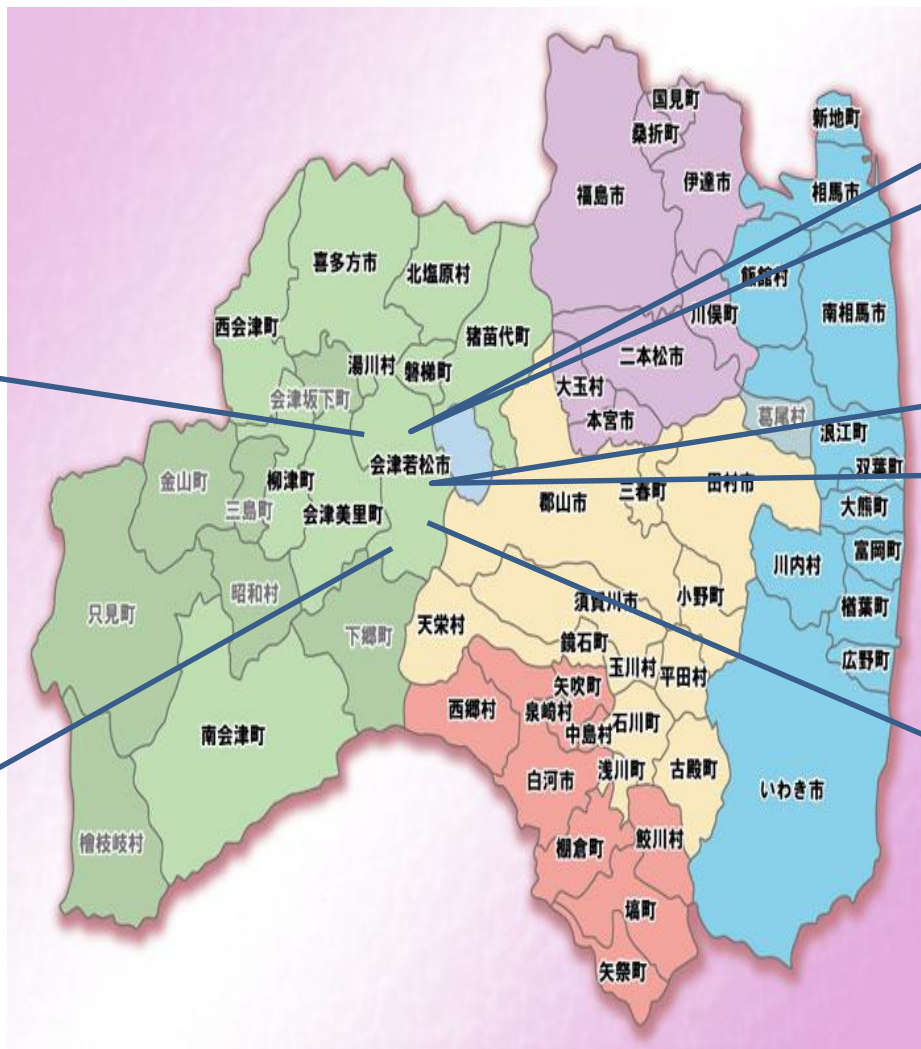 国見町
新地町
桑折町
伊達市
相馬市
福島市
喜多方市
北塩原村
飯舘村
川俣町
南相馬市
西会津町
猪苗代町
湯川村
磐梯町
二本松市
大玉村
会津坂下町
本宮市
葛尾村
浪江町
会津若松市
双葉町
金山町
柳津町
三春町
田村市
郡山市
三島町
会津美里町
大熊町
富岡町
川内村
昭和村
須賀川市
小野町
只見町
楢葉町
天栄村
下郷町
鏡石町
玉川村
平田村
広野町
矢吹町
西郷村
泉崎村
石川町
南会津町
中島村
浅川町
古殿町
白河市
いわき市
檜枝岐村
棚倉町
鮫川村
塙町
矢祭町